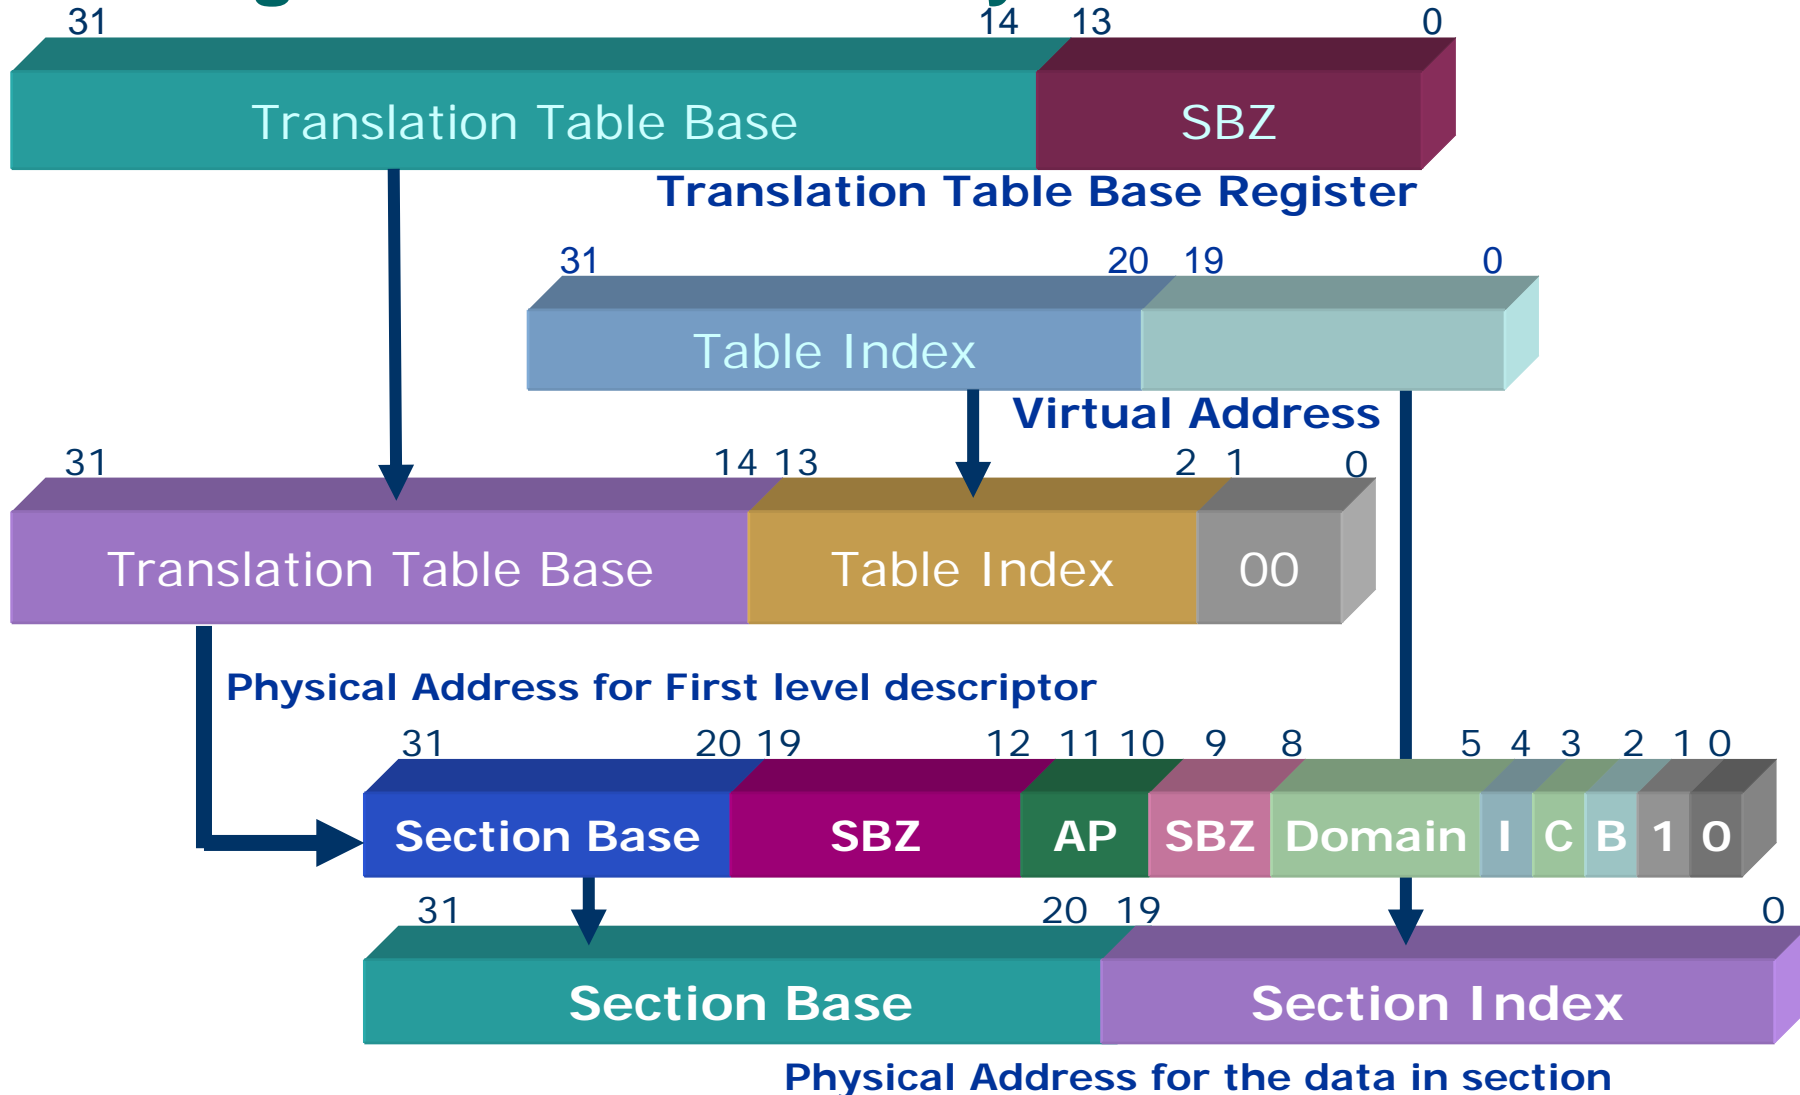 31 14 13 0
Translation Table Base SBZ
Translation Table Base Register
31 20 19 0
Table Index
Virtual Address
31 14 13 2 1 0
Translation Table Base Table Index 00
Physical Address for First level descriptor
31 20 19 12 11 10 9 8 5 4 3 2 1 0
Section Base SBZ AP SBZ Domain I C B 1 0
31 20 19 0
Section Base Section Index
Physical Address for the data in section